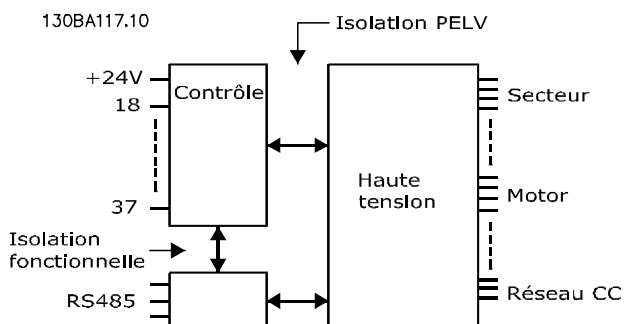 130BA117.10
Isolation PELV
+24V
Contrôle
18
Secteur
Haute
tension
37
Motor
Isolation
fonctionnelle
RS485
Réseau CC